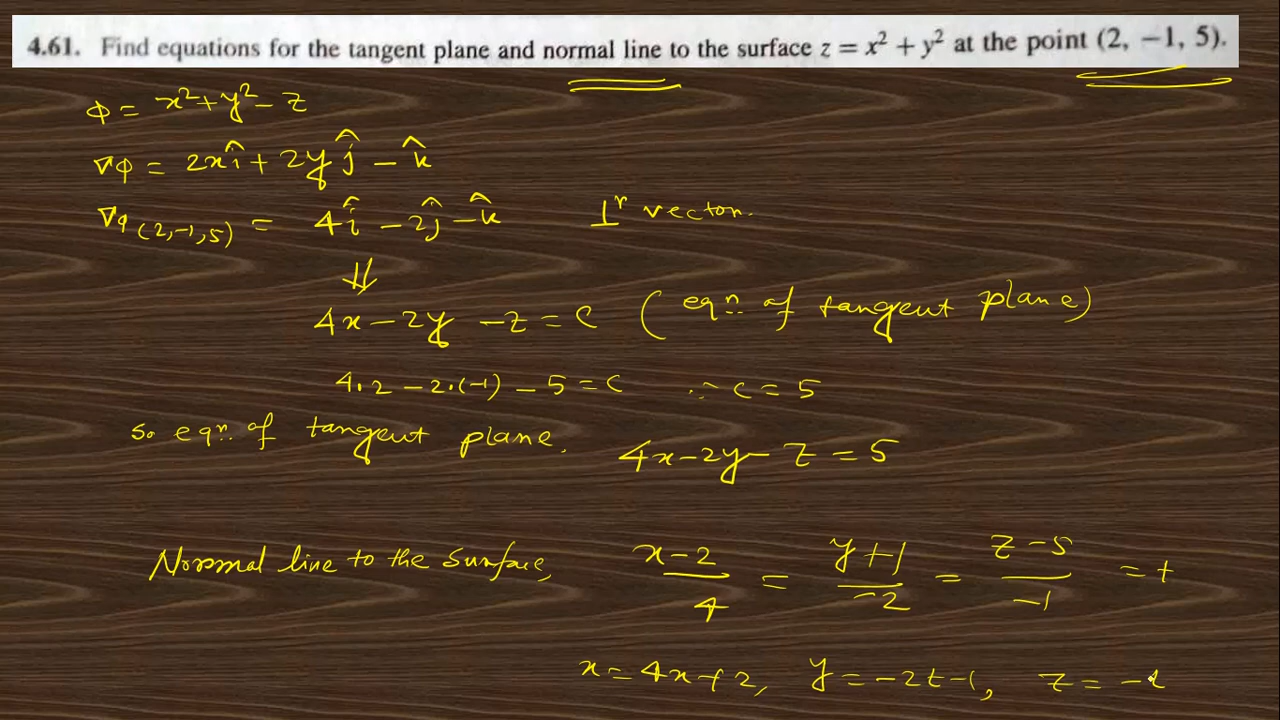 4.61. Find equations for the tangent plane and normal line to the surface z = x² + y² at the point (2, −1, 5).
φ = x² + y² − z
∇φ = 2xî + 2yĵ − k̂
∇φ (2,−1,5) = 4î − 2ĵ − k̂ ⊥ʳ vector.
⇓
4x − 2y − z = c ( eqⁿ. of tangent plane)
4.2 − 2.(−1) − 5 = c ∴ c = 5
So eqⁿ. of tangent plane. 4x − 2y − z = 5
Normal line to the surface, x−2/4 = y+1/−2 = z−5/−1 = t
x = 4x + 2, y = −2t −1, z = −